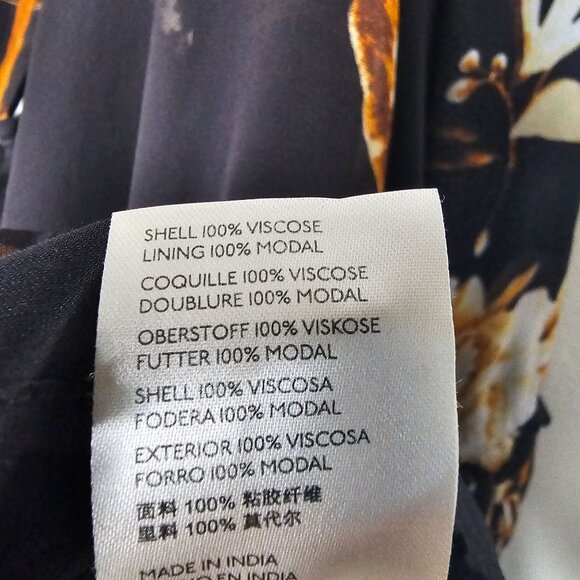 SHELL 100% VISCOSE
LINING 100% MODAL
COQUILLE 100% VISCOSE
DOUBLURE 100% MODAL
OBERSTOFF 100% VISKOSE
FUTTER 100% MODAL
SHELL 100% VISCOSA
FODERA 100% MODAL
EXTERIOR 100% VISCOSA
FORRO 100% MODAL
面料 100% 粘胶纤维
里料 100% 莫代尔
MADE IN INDIA
EN INDIA